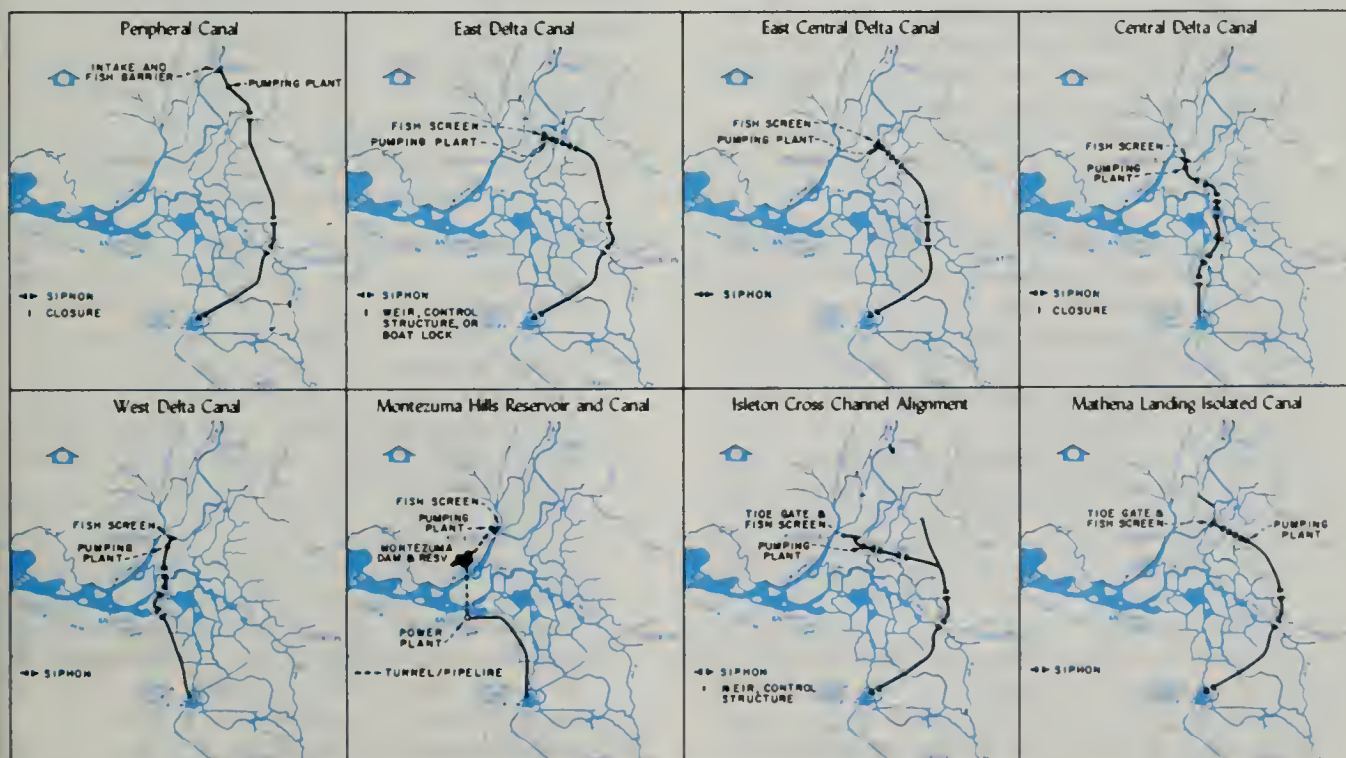 Peripheral Canal
INTAKE AND
FISH BARRIER
PUMPING PLANT
SIPHON
CLOSURE
East Delta Canal
FISH SCREEN
PUMPING PLANT
SIPHON
WEIR, CONTROL
STRUCTURE, OR
BOAT LOCK
East Central Delta Canal
FISH SCREEN
PUMPING PLANT
SIPHON
Central Delta Canal
FISH SCREEN
PUMPING
PLANT
SIPHON
CLOSURE
West Delta Canal
FISH SCREEN
PUMPING
PLANT
SIPHON
Montezuma Hills Reservoir and Canal
FISH SCREEN
PUMPING
PLANT
MONTEZUMA
DAM & RESV
POWER
PLANT
TUNNEL/PIPELINE
Isleton Cross Channel Alignment
TIDE GATE &
FISH SCREEN
PUMPING
PLANT
SIPHON
WEIR, CONTROL
STRUCTURE
Mathena Landing Isolated Canal
TIDE GATE &
FISH SCREEN
PUMPING
PLANT
SIPHON